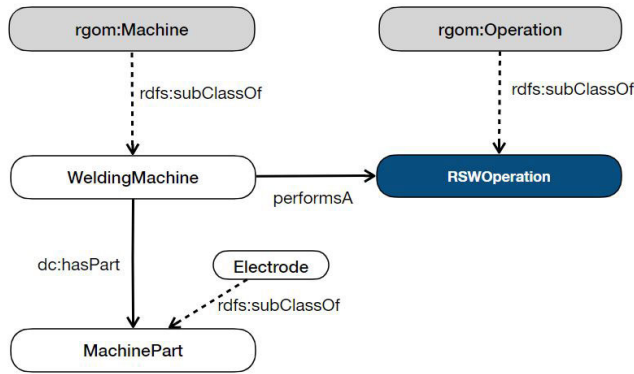 rgom:Machine
rgom:Operation
rdfs:subClassOf
rdfs:subClassOf
WeldingMachine
RSWOperation
performsA
dc:hasPart
Electrode
rdfs:subClassOf
MachinePart